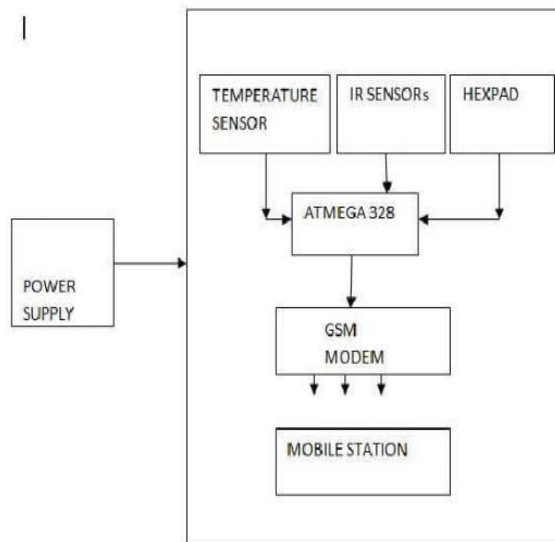 TEMPERATURE
SENSOR
IR SENSORs
HEXPAD
ATMEGA 328
POWER
SUPPLY
GSM
MODEM
MOBILE STATION